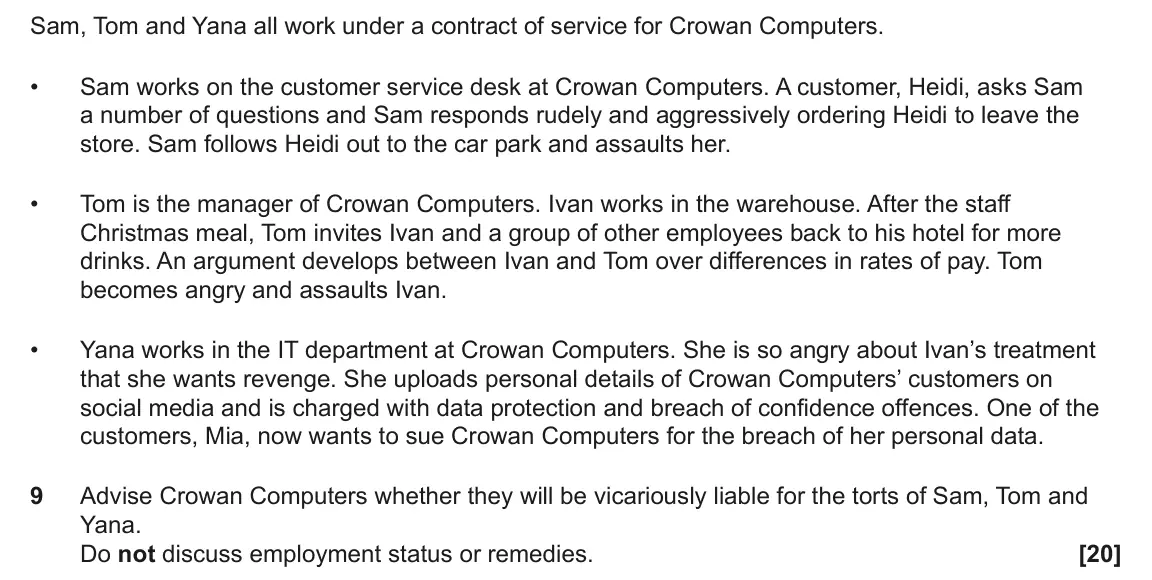 Sam, Tom and Yana all work under a contract of service for Crowan Computers.
• Sam works on the customer service desk at Crowan Computers. A customer, Heidi, asks Sam
a number of questions and Sam responds rudely and aggressively ordering Heidi to leave the
store. Sam follows Heidi out to the car park and assaults her.
• Tom is the manager of Crowan Computers. Ivan works in the warehouse. After the staff
Christmas meal, Tom invites Ivan and a group of other employees back to his hotel for more
drinks. An argument develops between Ivan and Tom over differences in rates of pay. Tom
becomes angry and assaults Ivan.
• Yana works in the IT department at Crowan Computers. She is so angry about Ivan’s treatment
that she wants revenge. She uploads personal details of Crowan Computers’ customers on
social media and is charged with data protection and breach of confidence offences. One of the
customers, Mia, now wants to sue Crowan Computers for the breach of her personal data.
9 Advise Crowan Computers whether they will be vicariously liable for the torts of Sam, Tom and
Yana.
Do not discuss employment status or remedies. [20]